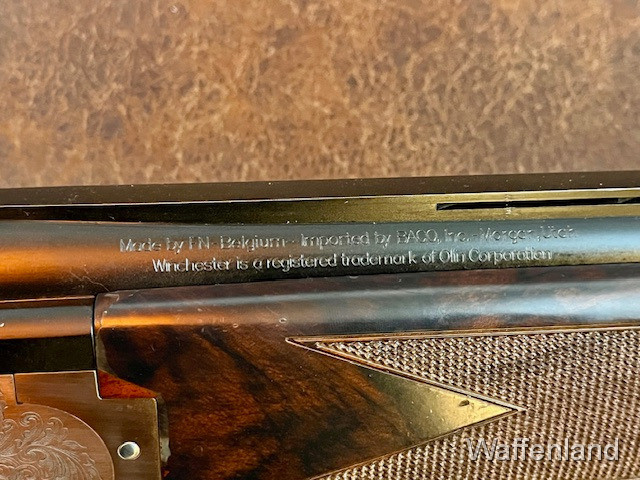 Made by FN - Belgium - Imported by BACO, Inc. - Morgan, Utah
Winchester is a registered trademark of Olin Corporation
Waffenland